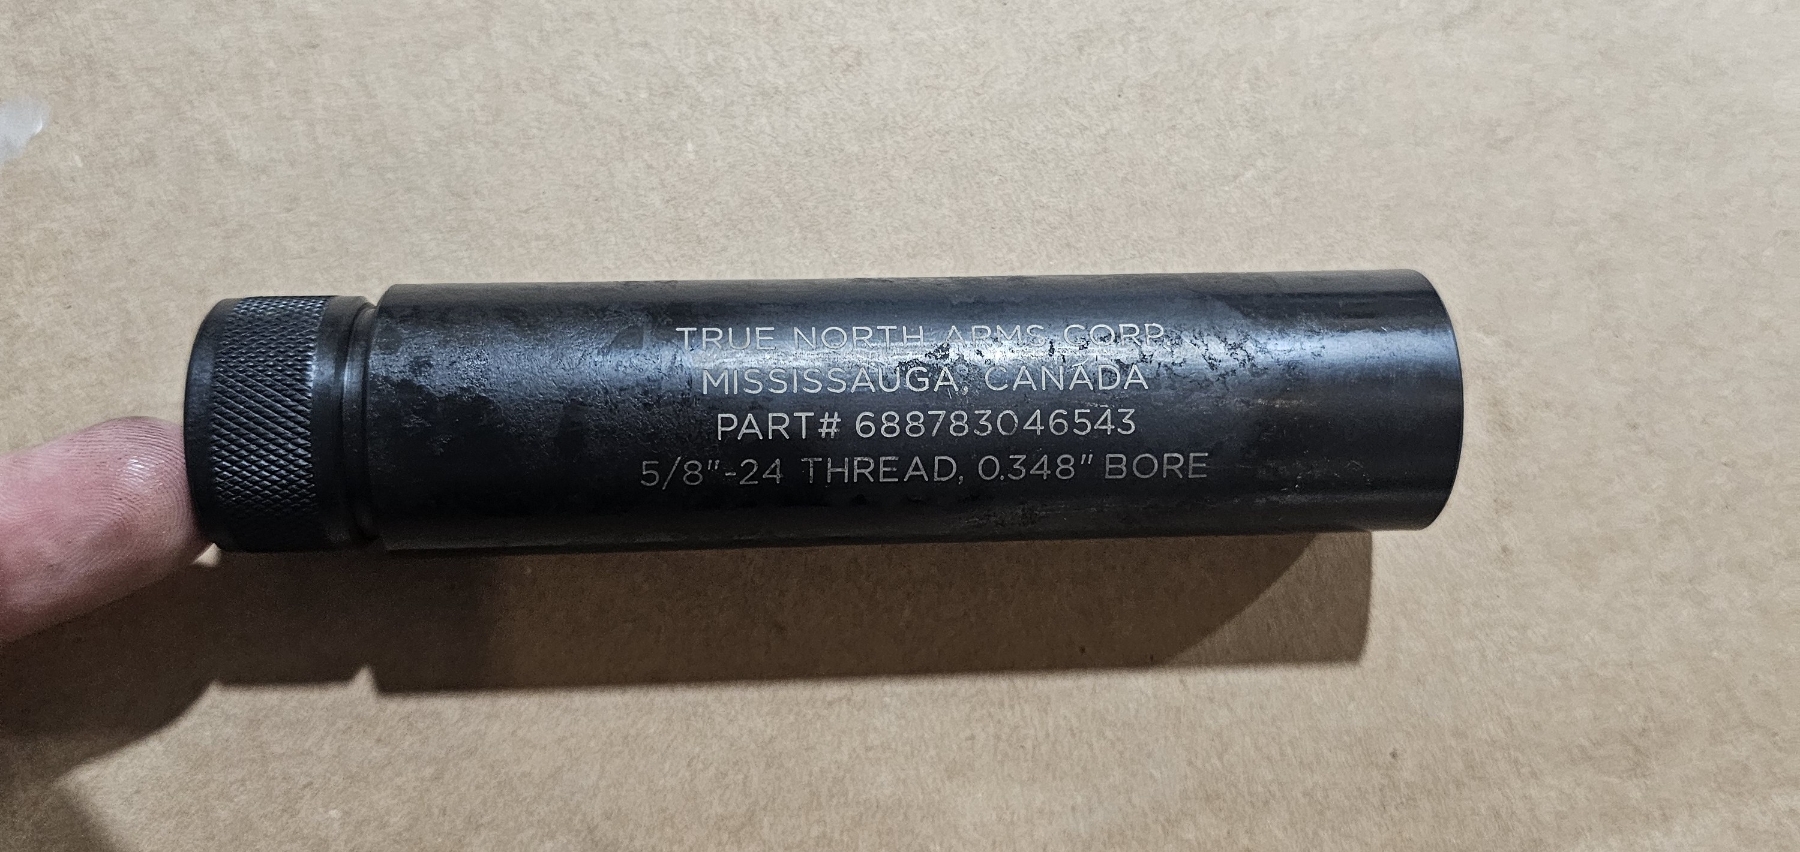 TRUE NORTH ARMS CORP.
MISSISSAUGA, CANADA
PART# 688783046543
5/8"-24 THREAD, 0.348" BORE